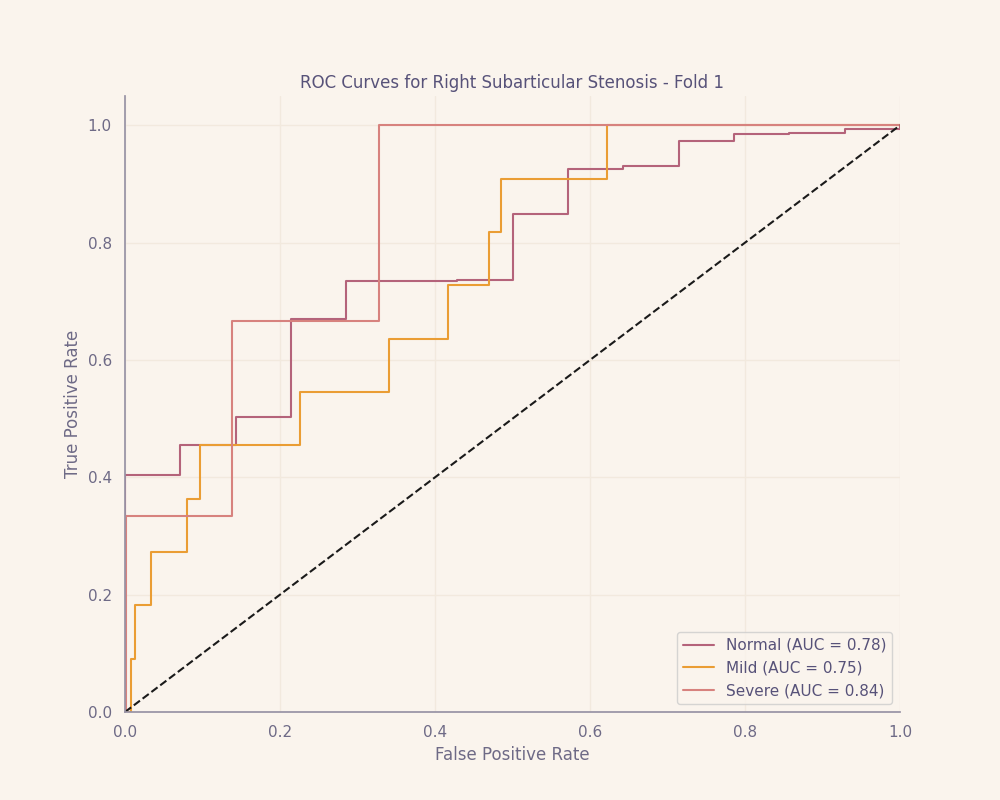 ROC Curves for Right Subarticular Stenosis - Fold 1
1.0
0.8
0.6
0.4
0.2
0.0
True Positive Rate
0.0 0.2 0.4 0.6 0.8 1.0
False Positive Rate
Normal (AUC = 0.78)
Mild (AUC = 0.75)
Severe (AUC = 0.84)